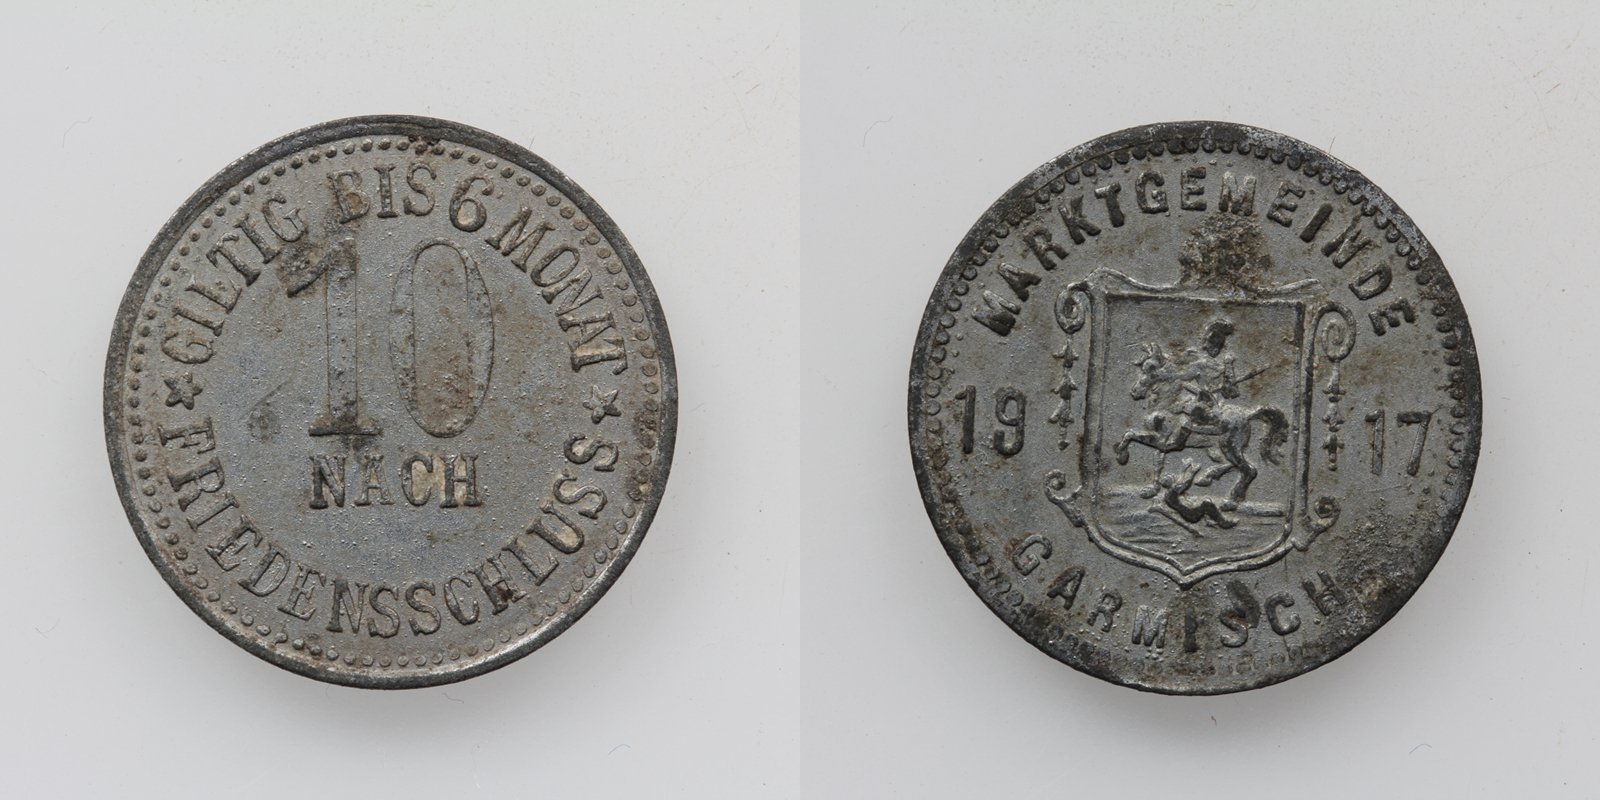 GILTIG BIS 6 MONAT
10
NACH
FRIEDENSSCHLUSS
MARKTGEMEINDE
19 17
GARMISCH